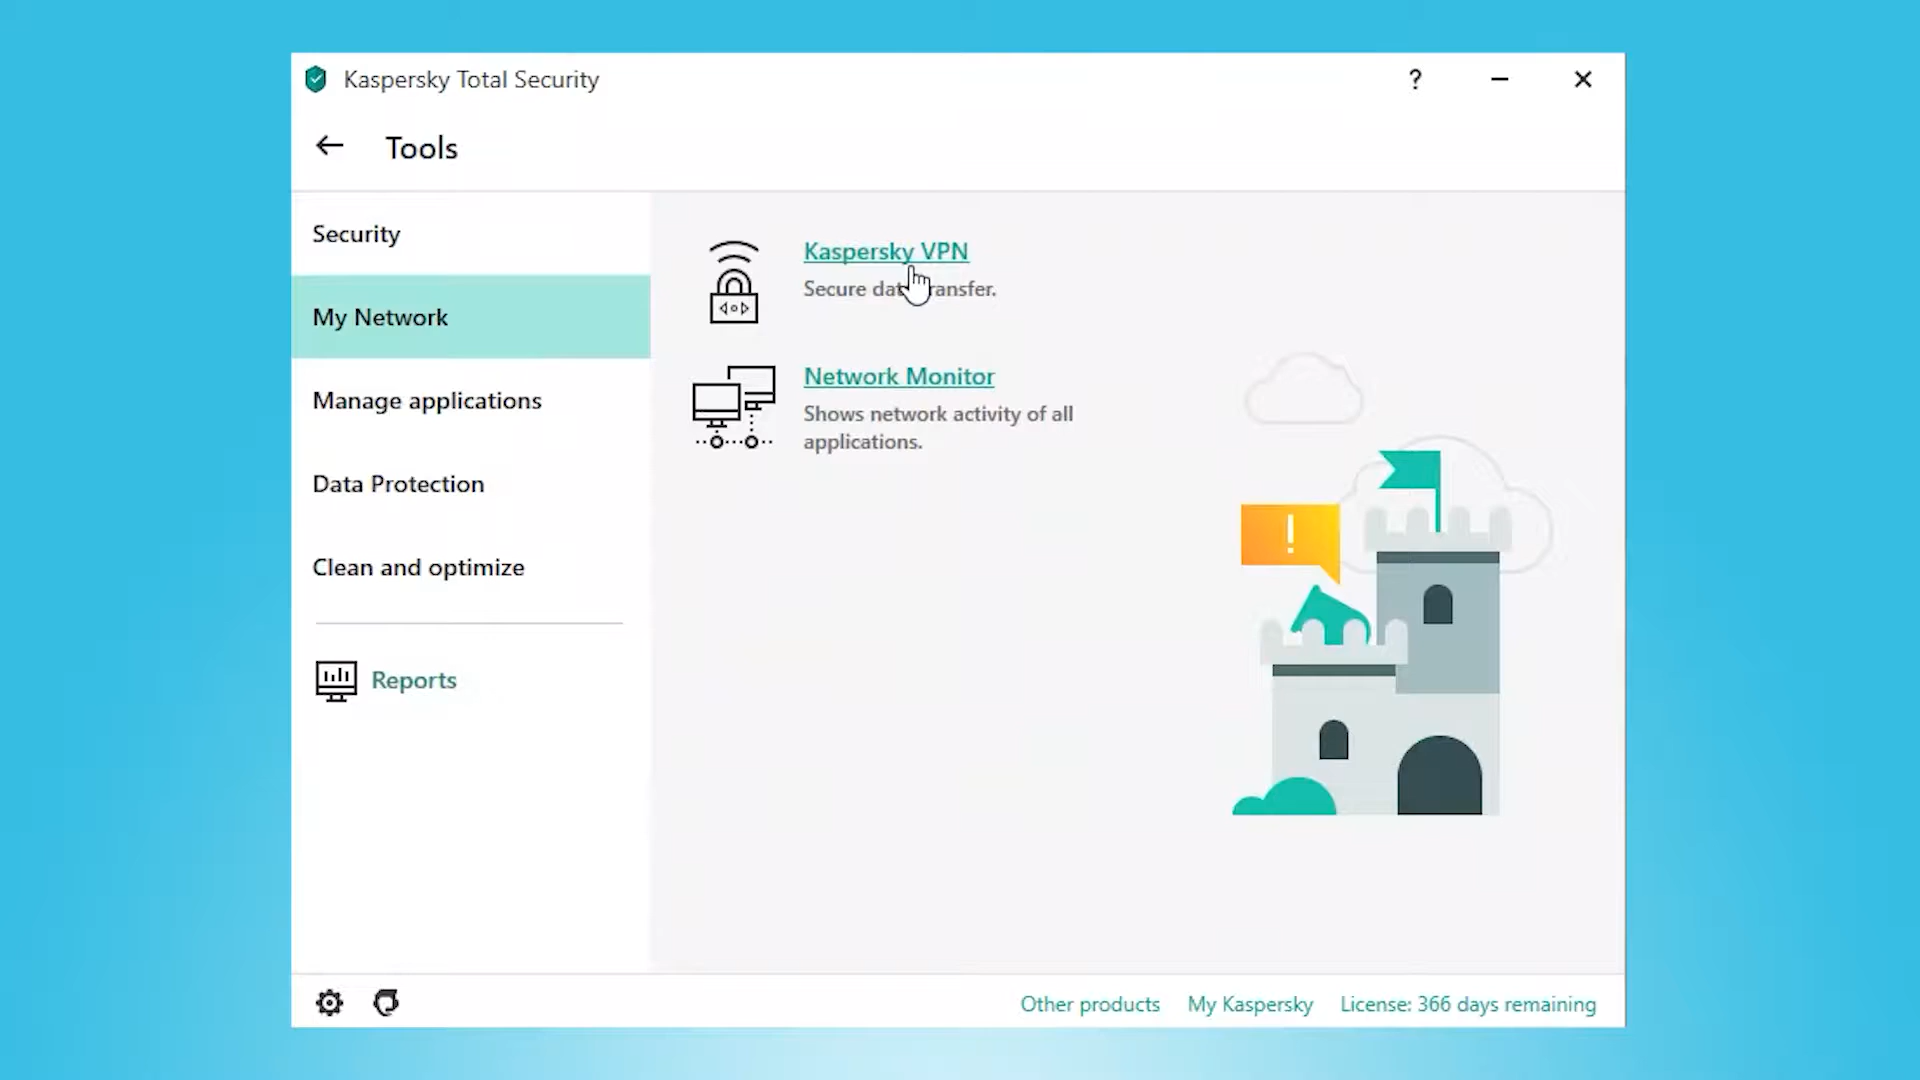 Kaspersky Total Security
?
Tools
Security
My Network
Manage applications
Data Protection
Clean and optimize
Reports
Kaspersky VPN
Secure data transfer.
Network Monitor
Shows network activity of all
applications.
!
Other products
My Kaspersky
License: 366 days remaining